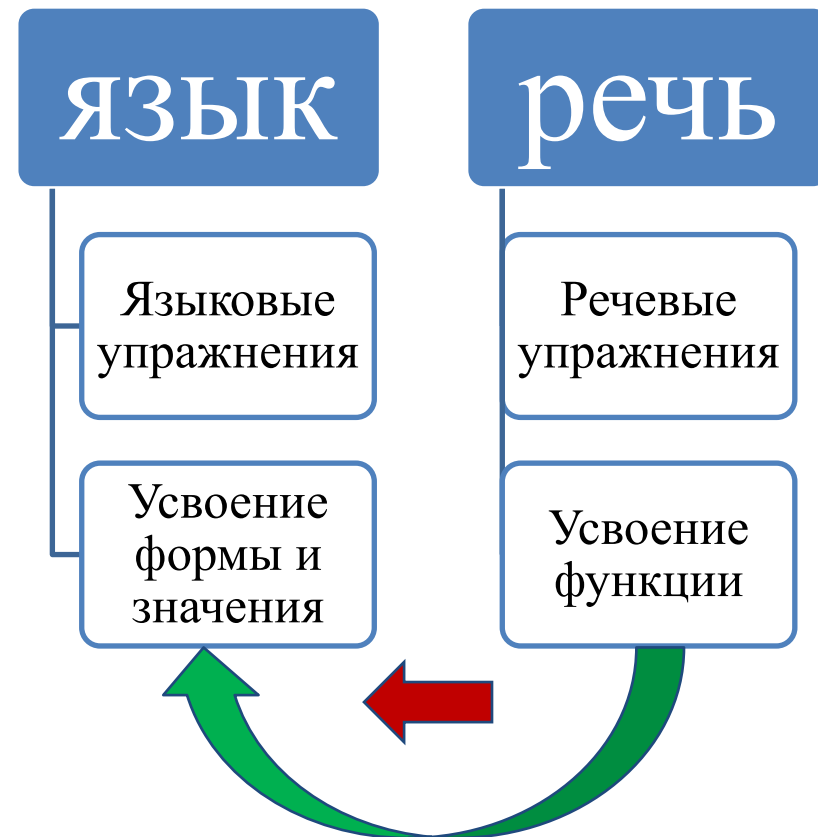 язык
Языковые
упражнения
Усвоение
формы и
значения
речь
Речевые
упражнения
Усвоение
функции